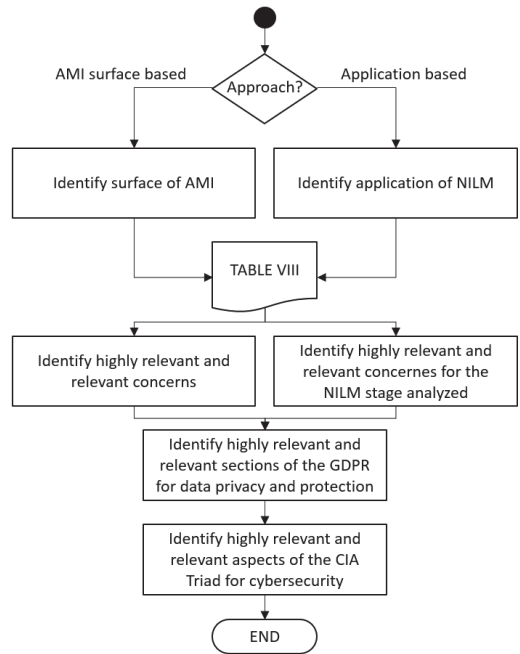 AMI surface based
Application based
Approach?
Identify surface of AMI
Identify application of NILM
TABLE VIII
Identify highly relevant and
relevant concerns
Identify highly relevant and
relevant concernes for the
NILM stage analyzed
Identify highly relevant and
relevant sections of the GDPR
for data privacy and protection
Identify highly relevant and
relevant aspects of the CIA
Triad for cybersecurity
END